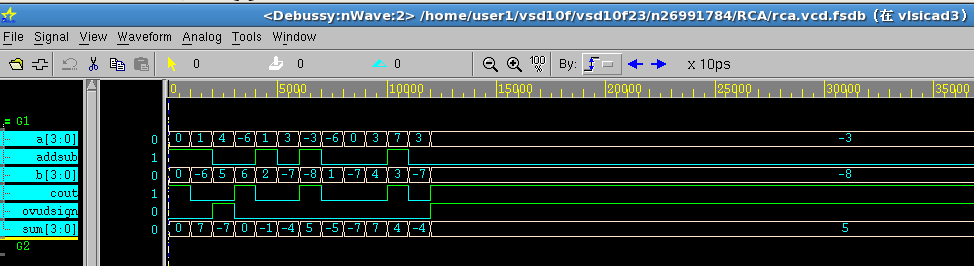 <Debussy:nWave:2> /home/user1/vsd10f/vsd10f23/n26991784/RCA/rca.vcd.fsdb (在 vlsicad3)
File Signal View Waveform Analog Tools Window
0 0 0 100 % By: x 10ps
0 5000 10000 15000 20000 25000 30000 35000
G1
a[3:0] 0 0 1 4 -6 1 3 -3 -6 0 3 7 3 -3
addsub 1
b[3:0] 0 0 -6 5 6 2 -7 -8 1 -7 4 3 -7 -8
cout 1
ovudsign 0
sum[3:0] 0 0 7 -7 0 -1 -4 5 -5 -7 7 4 -4 5
G2